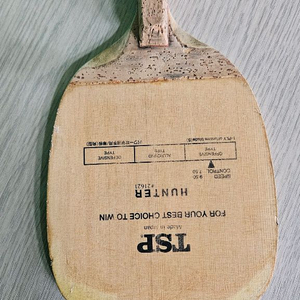 TSP
Made in Japan
FOR YOUR BEST CHOICE TO WIN
HUNTER
#21621
SPEED
CONTROL
OFFENSIVE TYPE
ALLROUND TYPE
DEFENSIVE TYPE